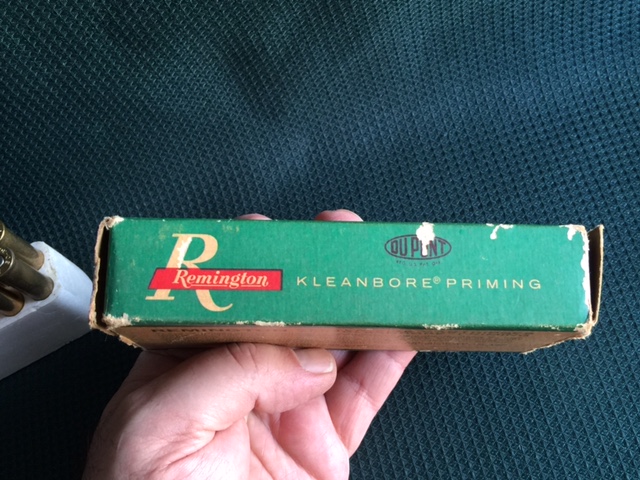 R
Remington
DU PONT
KLEANBORE® PRIMING